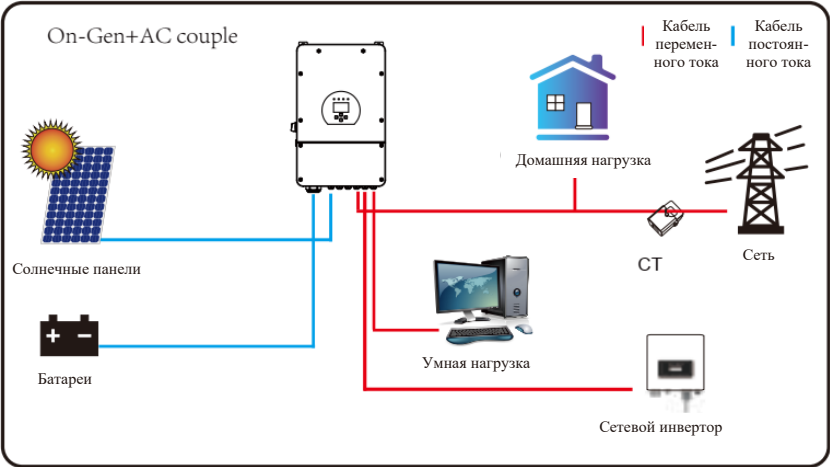 On-Gen+AC couple
Кабель
перемен-
ного тока
Кабель
постоян-
ного тока
Домашняя нагрузка
Солнечные панели
CT
Сеть
Батареи
Умная нагрузка
Сетевой инвертор